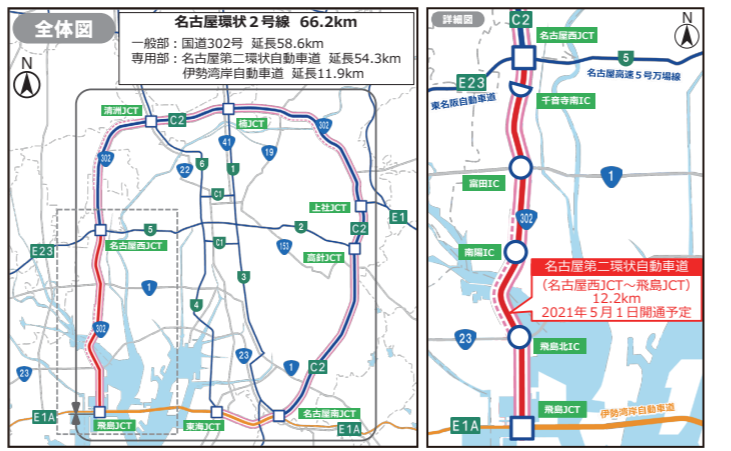 全体図
名古屋環状２号線 66.2km
一般部：国道302号 延長58.6km
専用部：名古屋第二環状自動車道 延長54.3km
伊勢湾岸自動車道 延長11.9km
N
清洲JCT
C2
楠JCT
302
302
41
19
6
22
1
C1
上社JCT
E1
C2
2
5
名古屋西JCT
E23
C1
153
高針JCT
1
3
4
302
23
1
C2
23
名古屋南JCT
E1A
飛島JCT
東海JCT
E1A
詳細図
C2
N
名古屋西JCT
5
名古屋高速５号万場線
E23
東名阪自動車道
千音寺南IC
富田IC
1
302
南陽IC
名古屋第二環状自動車道
（名古屋西JCT～飛島JCT）
12.2km
2021年５月１日開通予定
23
飛島北IC
飛島JCT
伊勢湾岸自動車道
E1A